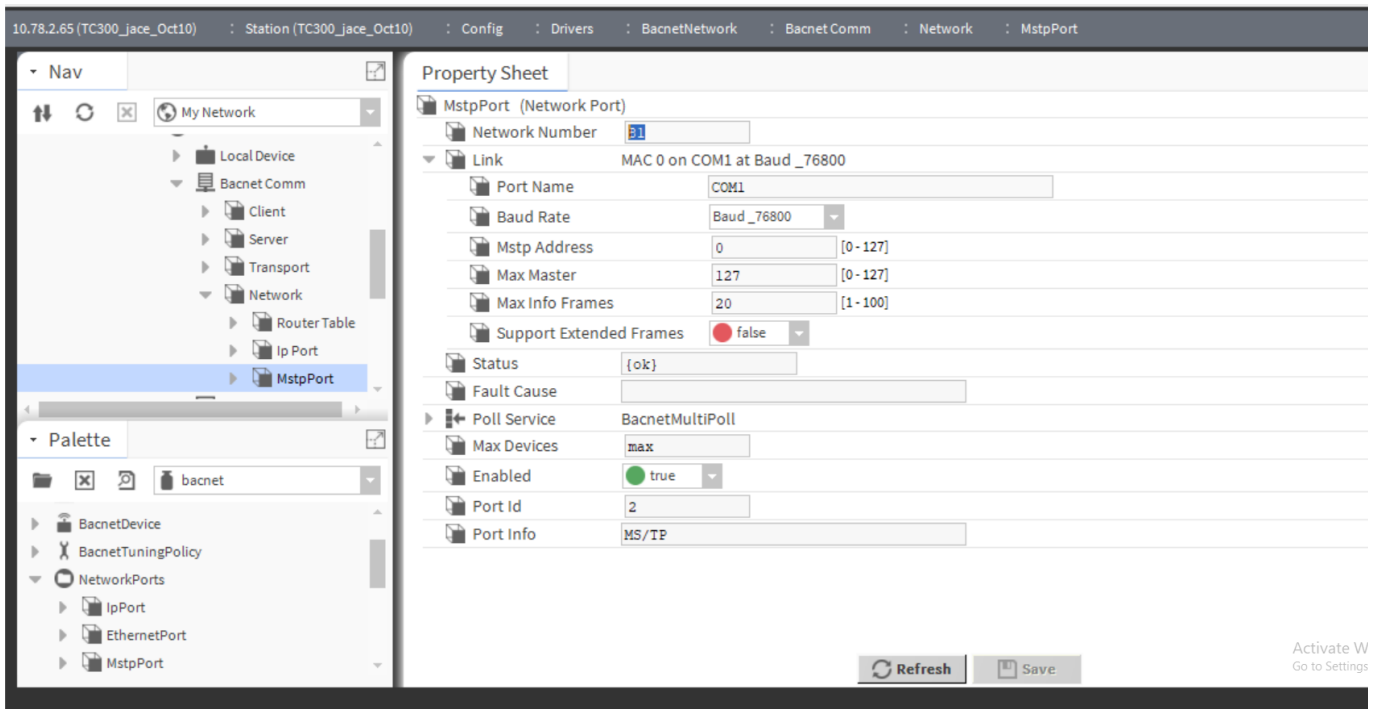 10.78.2.65 (TC300_jace_Oct10) : Station (TC300_jace_Oct10) : Config : Drivers : BacnetNetwork : Bacnet Comm : Network : MstpPort
Nav
My Network
Local Device
Bacnet Comm
Client
Server
Transport
Network
Router Table
Ip Port
MstpPort
Palette
bacnet
BacnetDevice
BacnetTuningPolicy
NetworkPorts
IpPort
EthernetPort
MstpPort
Property Sheet
MstpPort (Network Port)
Network Number 31
Link MAC 0 on COM1 at Baud _76800
Port Name COM1
Baud Rate Baud _76800
Mstp Address 0 [0 - 127]
Max Master 127 [0 - 127]
Max Info Frames 20 [1 - 100]
Support Extended Frames false
Status {ok}
Fault Cause
Poll Service BacnetMultiPoll
Max Devices max
Enabled true
Port Id 2
Port Info MS/TP
Activate W
Go to Settings
Refresh Save